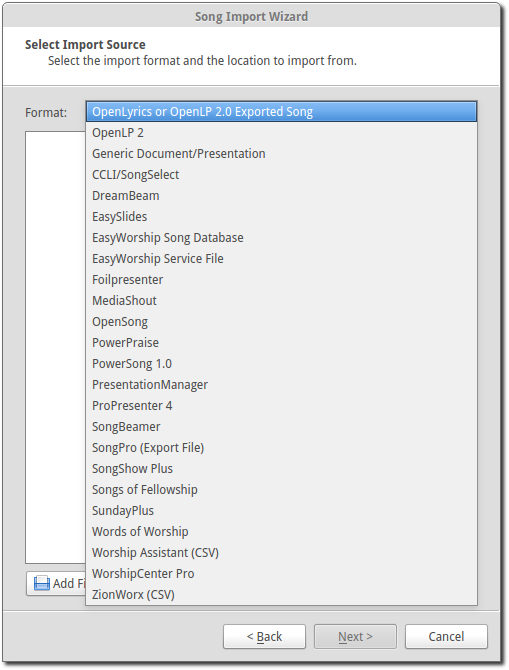 Song Import Wizard
Select Import Source
Select the import format and the location to import from.
Format:
OpenLyrics or OpenLP 2.0 Exported Song
OpenLP 2
Generic Document/Presentation
CCLI/SongSelect
DreamBeam
EasySlides
EasyWorship Song Database
EasyWorship Service File
Foilpresenter
MediaShout
OpenSong
PowerPraise
PowerSong 1.0
PresentationManager
ProPresenter 4
SongBeamer
SongPro (Export File)
SongShow Plus
Songs of Fellowship
SundayPlus
Words of Worship
Worship Assistant (CSV)
WorshipCenter Pro
ZionWorx (CSV)
Add
< Back Next > Cancel